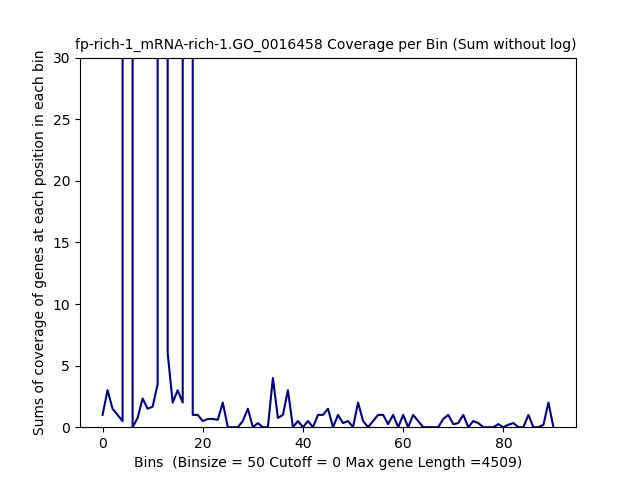 fp-rich-1_mRNA-rich-1.GO_0016458 Coverage per Bin (Sum without log)
Sums of coverage of genes at each position in each bin
30
25
20
15
10
5
0
0 20 40 60 80
Bins  (Binsize = 50 Cutoff = 0 Max gene Length =4509)